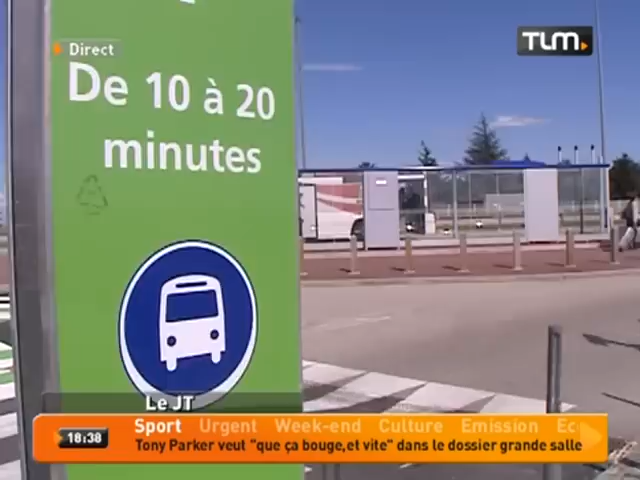 Direct
TLM.
De 10 à 20
minutes
Le JT
Sport Urgent Week-end Culture Emission Ec
18:38
Tony Parker veut "que ça bouge,et vite" dans le dossier grande salle